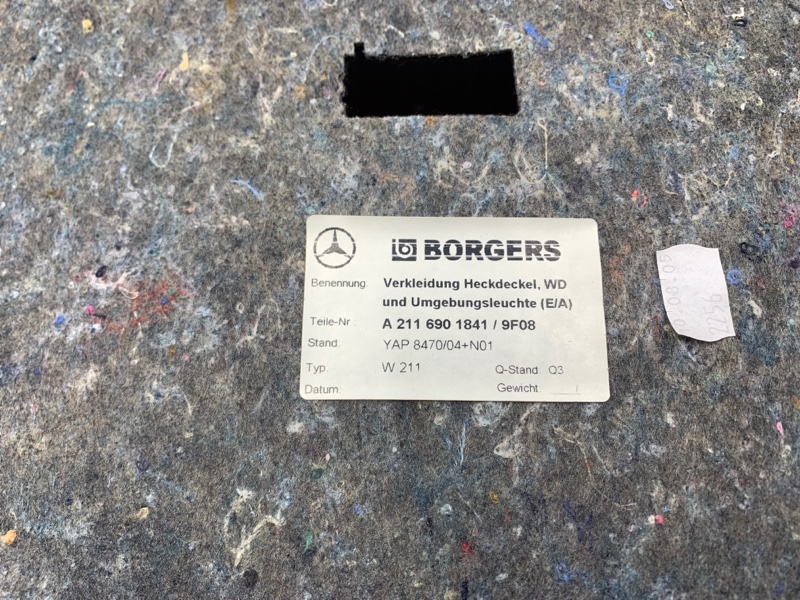 BORGERS
Benennung: Verkleidung Heckdeckel, WD
und Umgebungsleuchte (E/A)
Teile-Nr.: A 211 690 1841 / 9F08
Stand: YAP 8470/04+N01
Typ: W 211 Q-Stand: Q3
Datum: Gewicht: